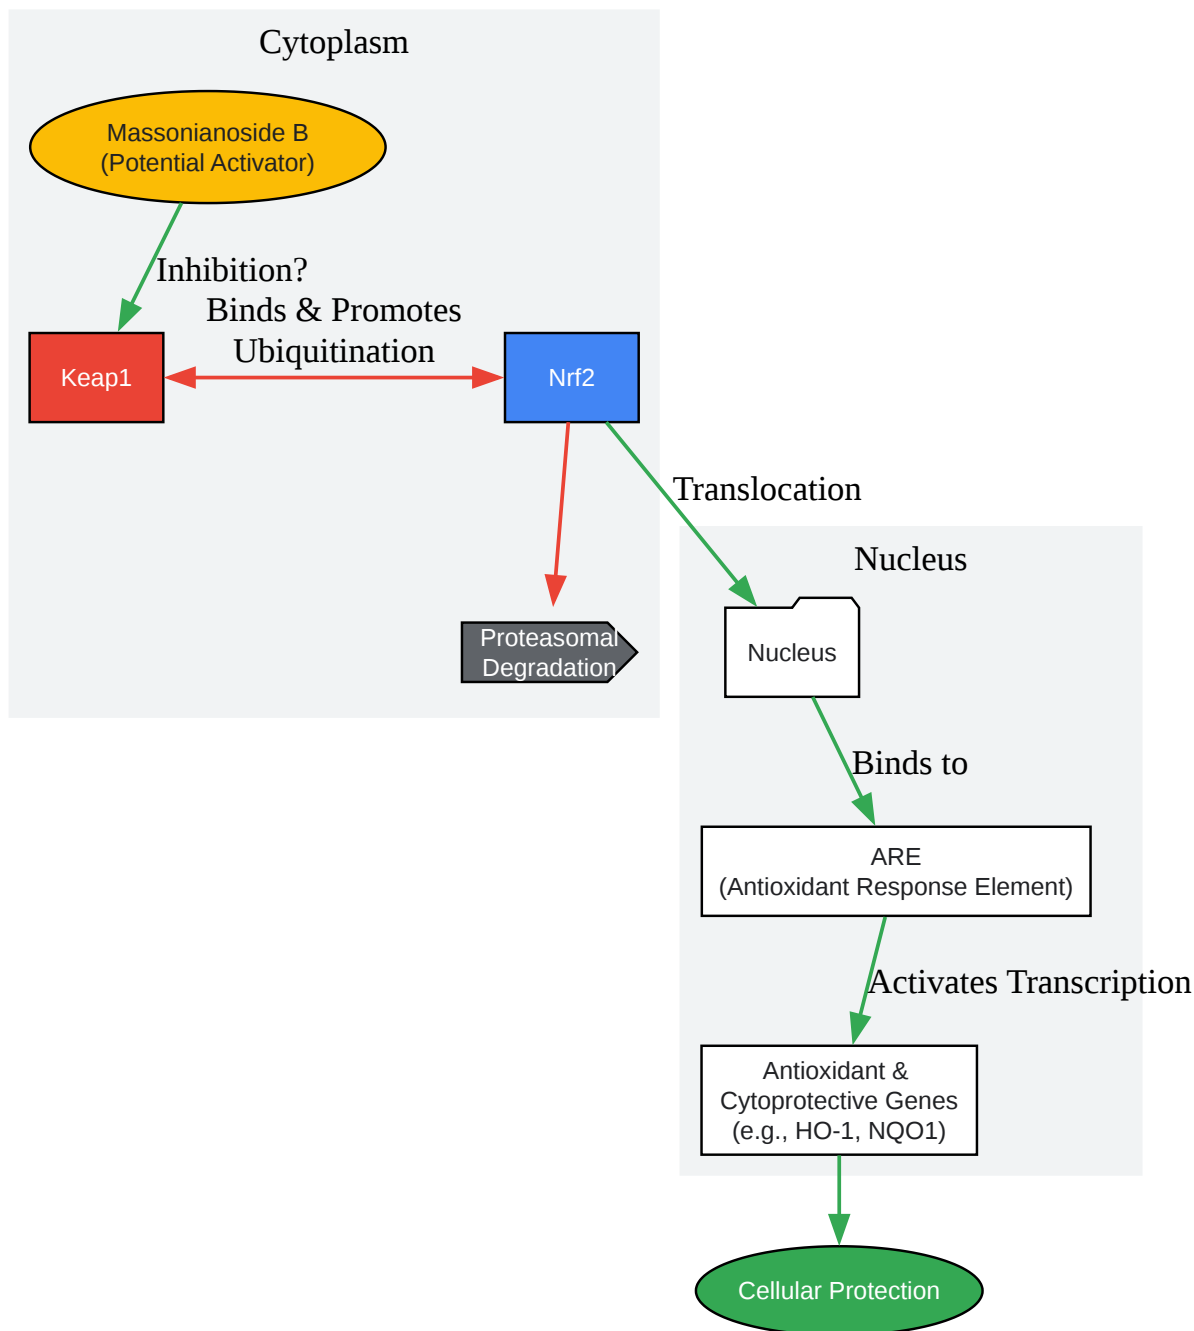 Cytoplasm
Massonianoside B
(Potential Activator)
Inhibition?
Binds & Promotes
Ubiquitination
Keap1
Nrf2
Translocation
Proteasomal
Degradation
Nucleus
Nucleus
Binds to
ARE
(Antioxidant Response Element)
Activates Transcription
Antioxidant &
Cytoprotective Genes
(e.g., HO-1, NQO1)
Cellular Protection